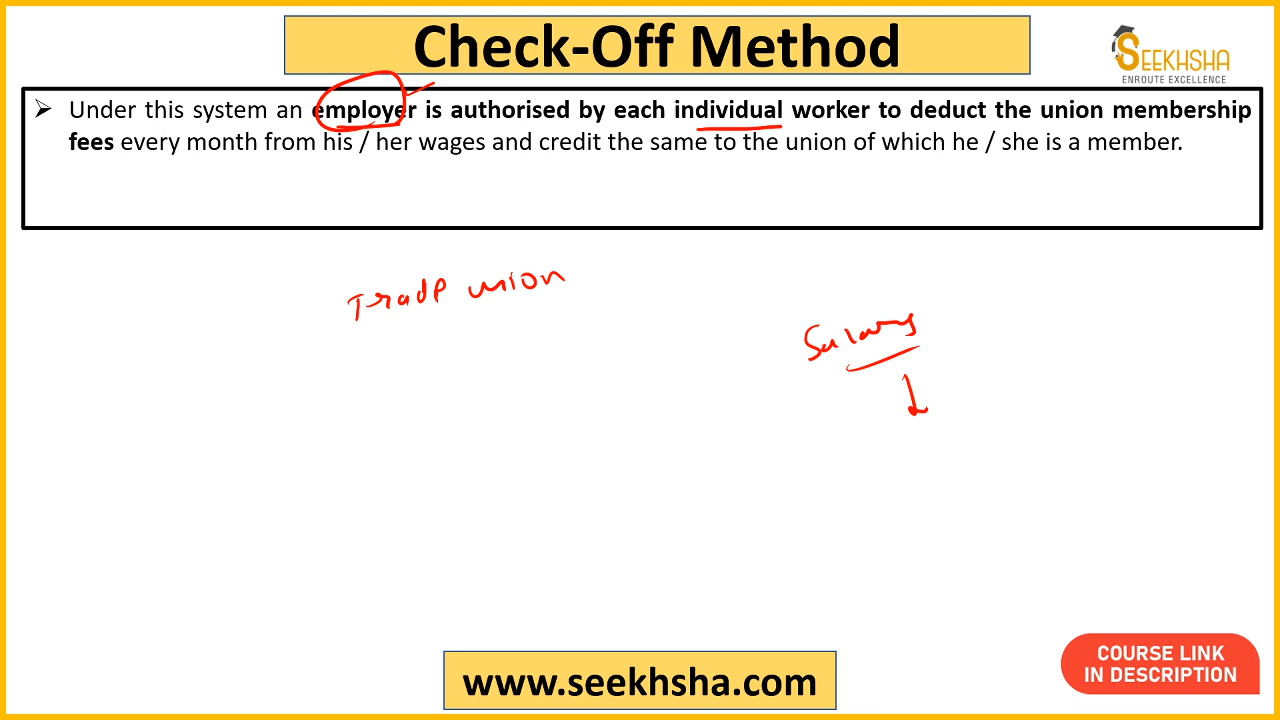 Check-Off Method
SEEKHSHA
ENROUTE EXCELLENCE
➢ Under this system an employer is authorised by each individual worker to deduct the union membership
fees every month from his / her wages and credit the same to the union of which he / she is a member.
Trade union
Salary
COURSE LINK
IN DESCRIPTION
www.seekhsha.com